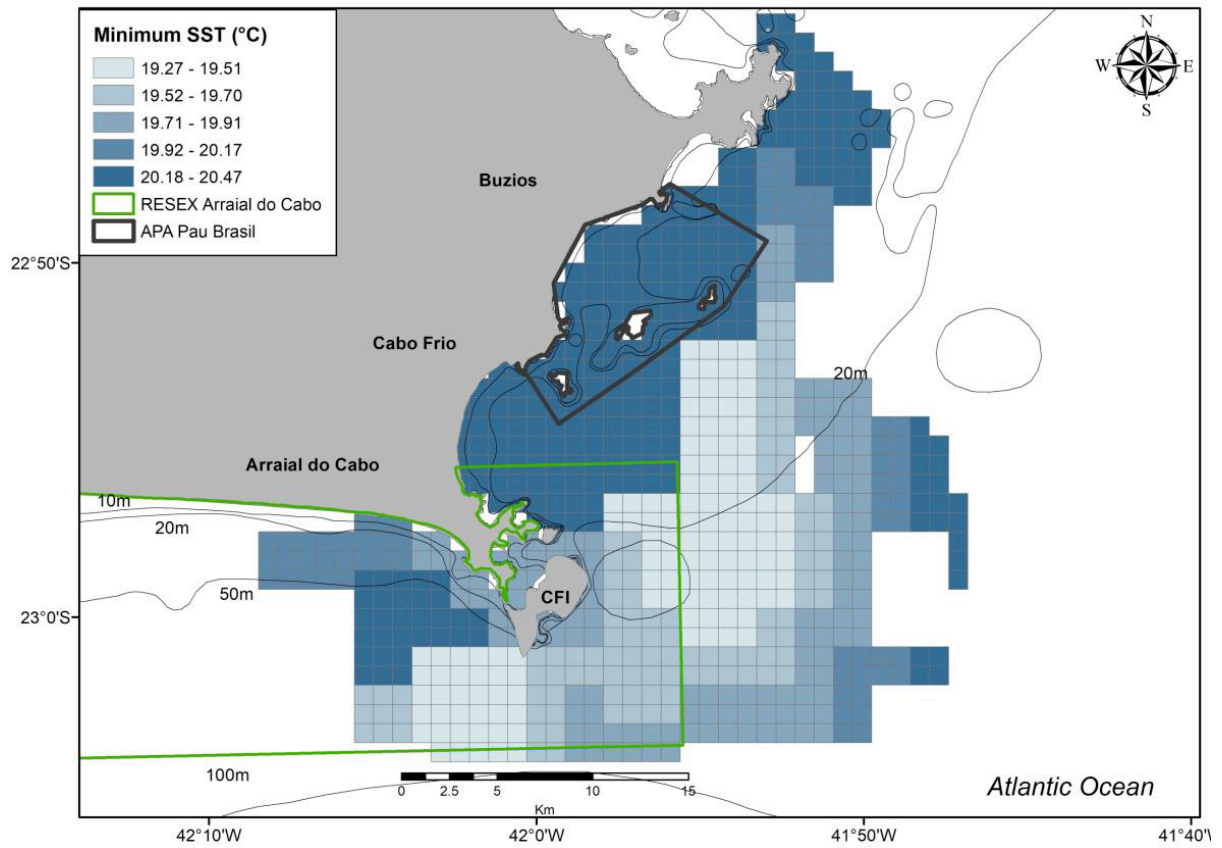 Minimum SST (°C)
19.27 - 19.51
19.52 - 19.70
19.71 - 19.91
19.92 - 20.17
20.18 - 20.47
RESEX Arraial do Cabo
APA Pau Brasil
N
W E
S
Buzios
22°50'S
Cabo Frio
20m
Arraial do Cabo
10m
20m
50m
CFI
23°0'S
100m
0 2.5 5 10 15
Km
Atlantic Ocean
42°10'W 42°0'W 41°50'W 41°40'W